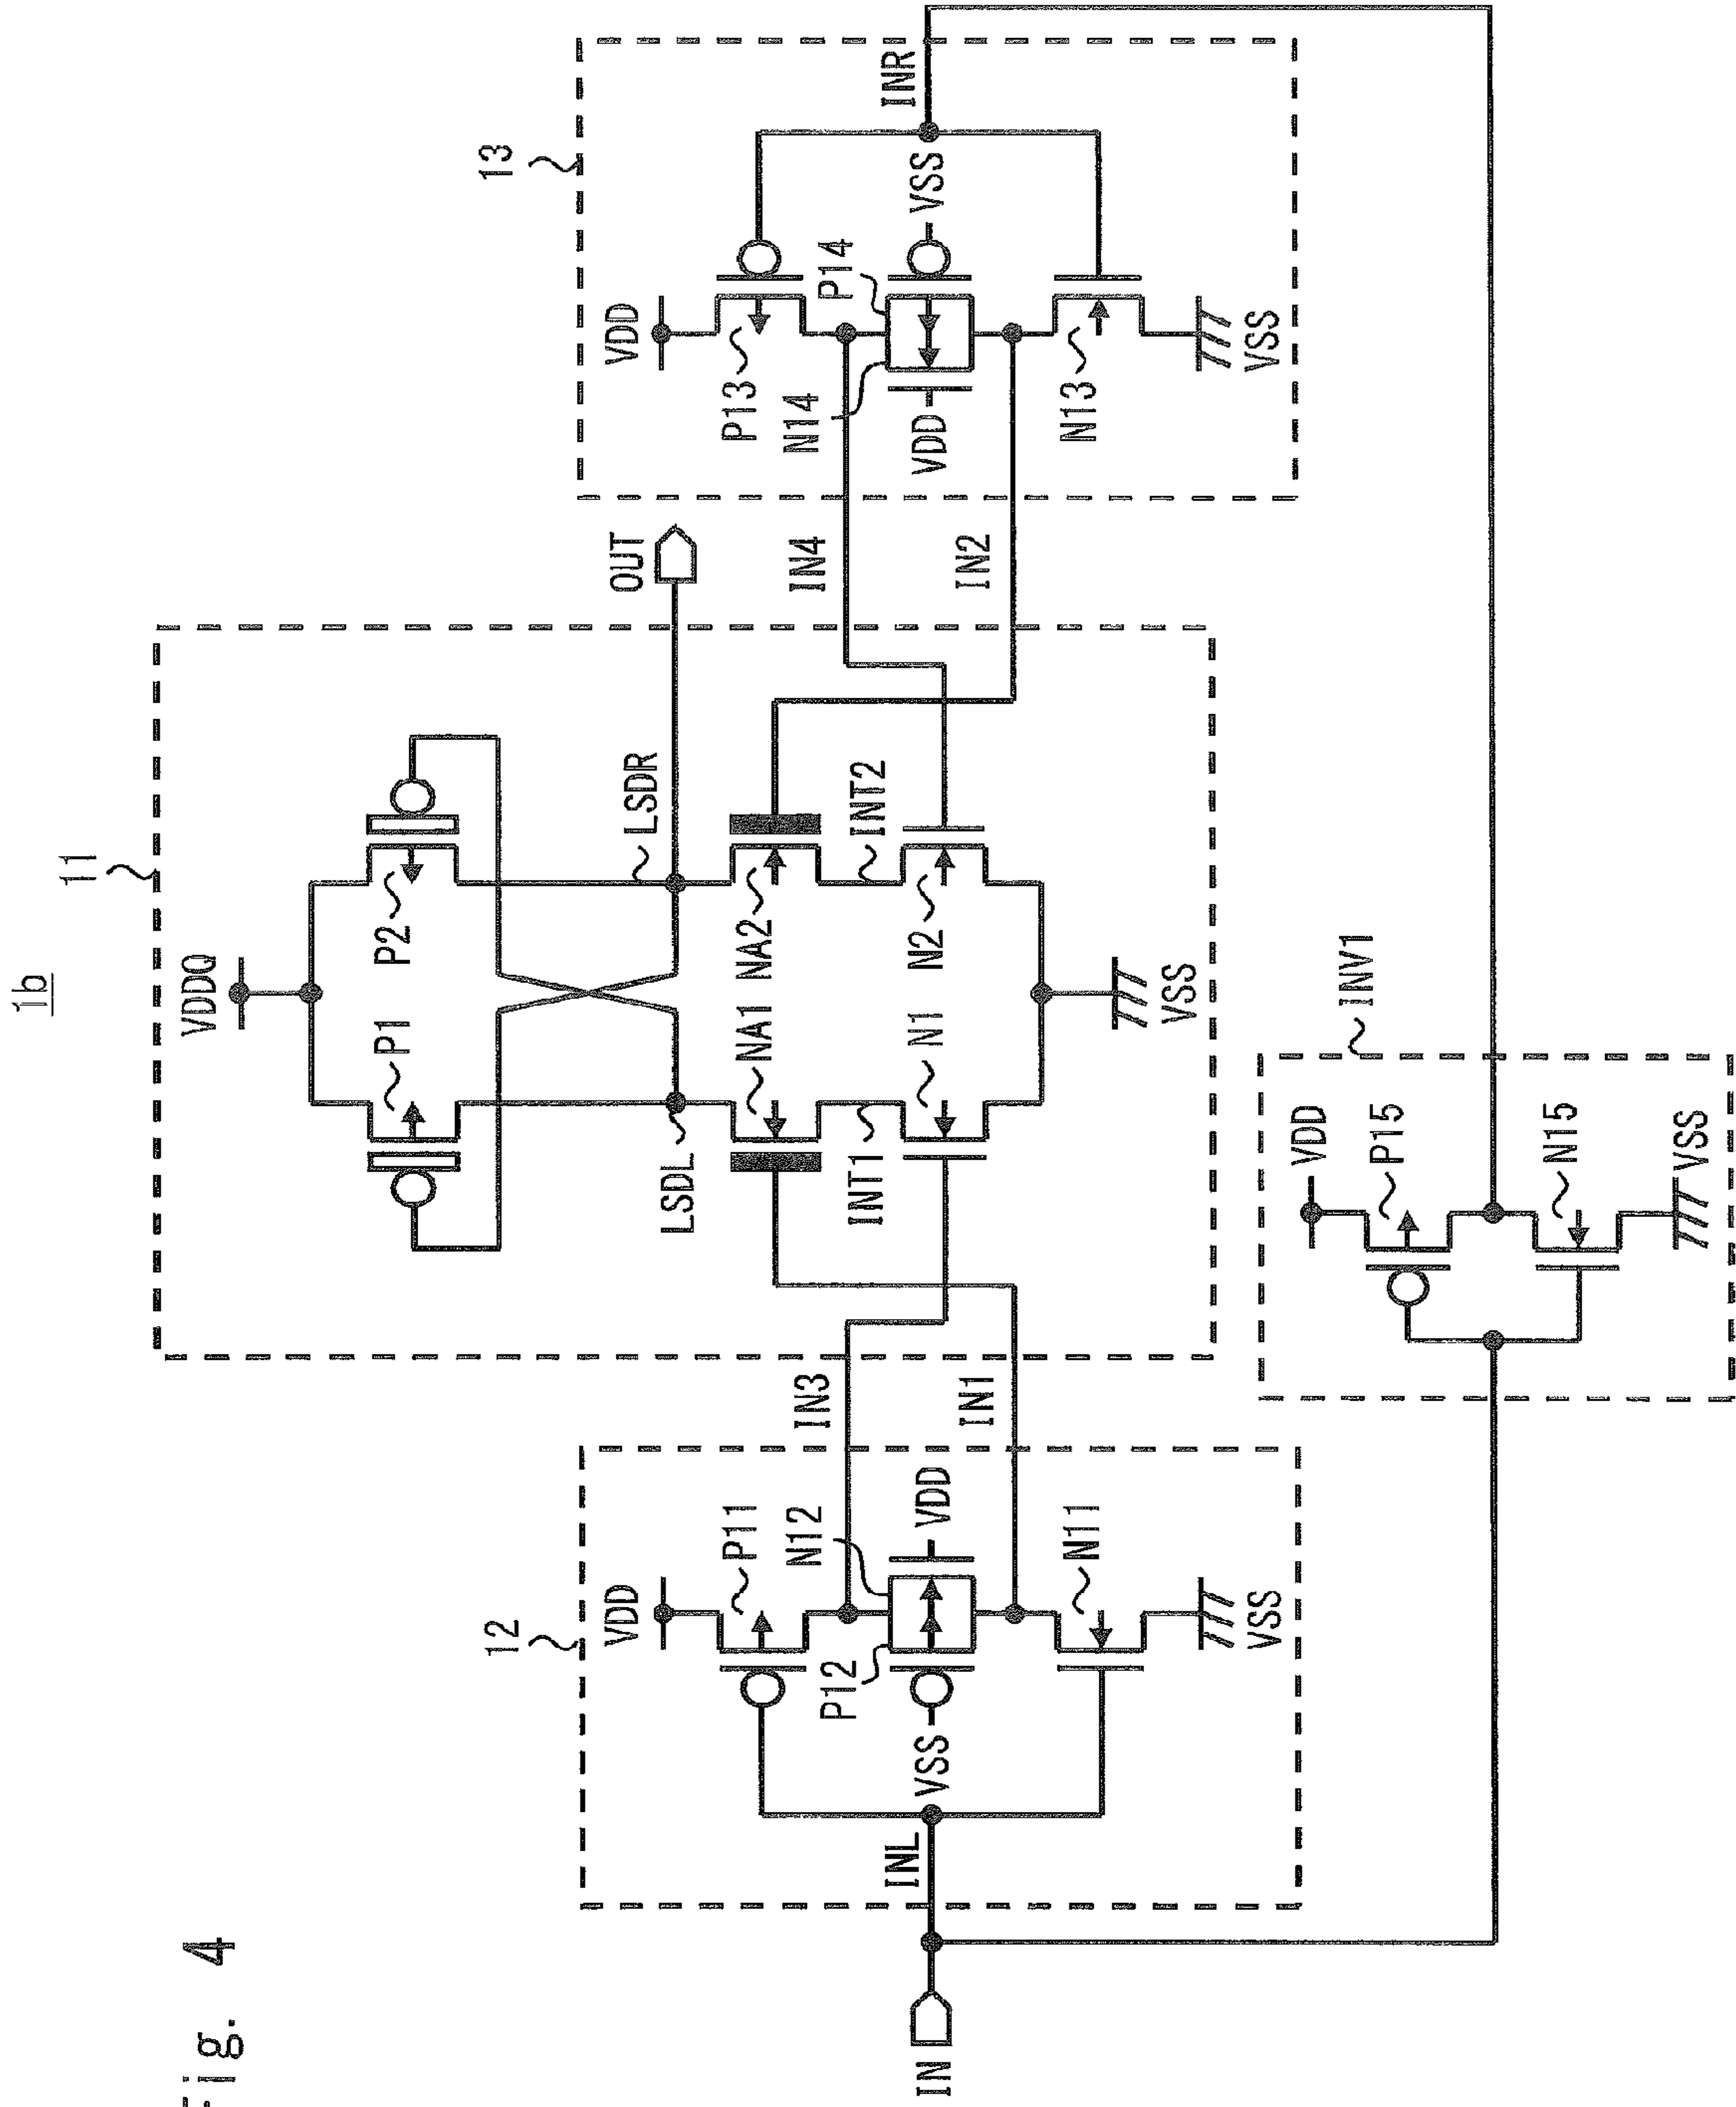 Fig. 4
1b
11
VDDQ
P1
P2
LSDL
LSDR
OUT
NA1
NA2
INT1
INT2
N1
N2
VSS
12
VDD
P11
IN3
P12
N12
VSS
VDD
IN
INL
IN1
N11
VSS
13
VDD
P13
IN4
N14
P14
VDD
VSS
INR
IN2
N13
VSS
INV1
VDD
P15
N15
VSS